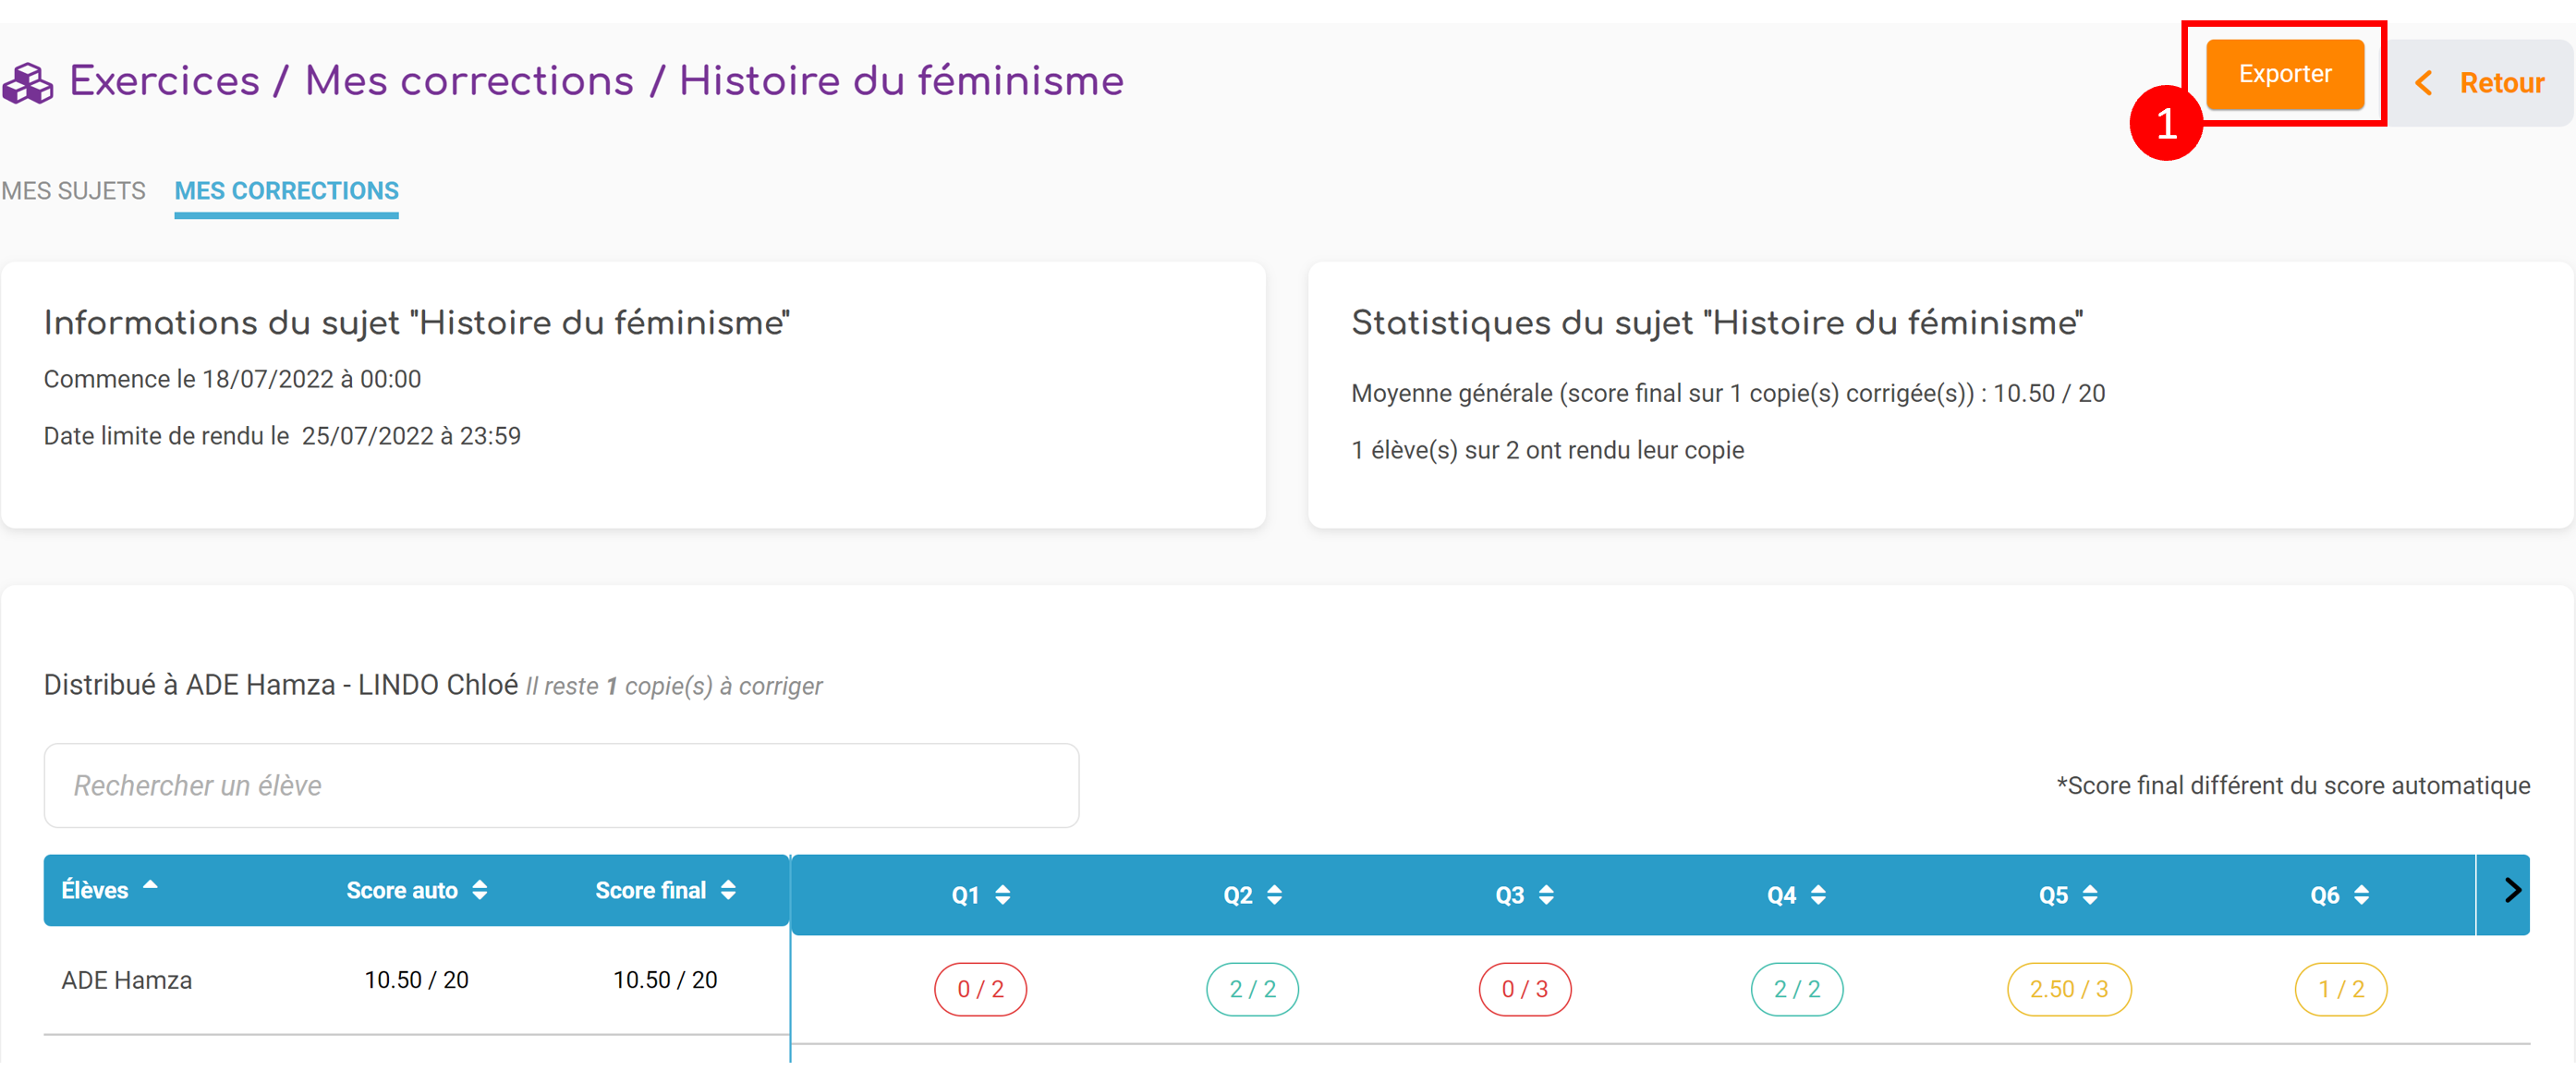 Exercices / Mes corrections / Histoire du féminisme
Exporter
Retour
1
MES SUJETS MES CORRECTIONS
Informations du sujet "Histoire du féminisme"
Commence le 18/07/2022 à 00:00
Date limite de rendu le 25/07/2022 à 23:59
Statistiques du sujet "Histoire du féminisme"
Moyenne générale (score final sur 1 copie(s) corrigée(s)) : 10.50 / 20
1 élève(s) sur 2 ont rendu leur copie
Distribué à ADE Hamza - LINDO Chloé Il reste 1 copie(s) à corriger
Rechercher un élève
*Score final différent du score automatique
Élèves Score auto Score final Q1 Q2 Q3 Q4 Q5 Q6
ADE Hamza 10.50 / 20 10.50 / 20 0 / 2 2 / 2 0 / 3 2 / 2 2.50 / 3 1 / 2